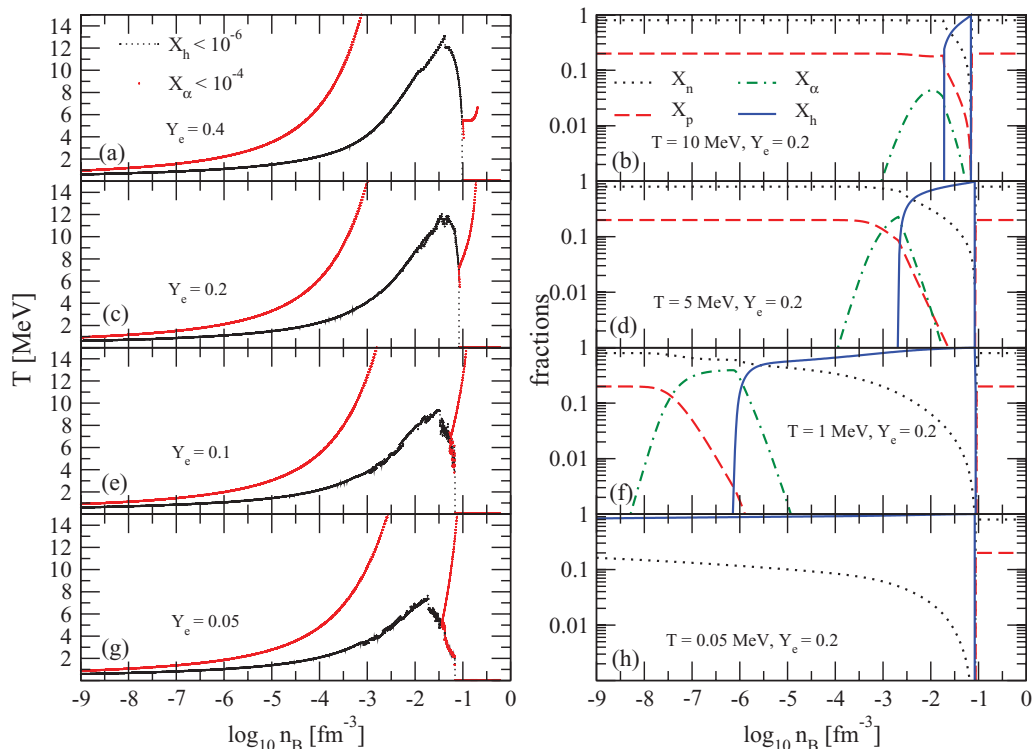 14
12
10
8
6
4
2
X_h < 10^-6
X_α < 10^-4
Y_e = 0.4
(a)
14
12
10
8
6
4
2
Y_e = 0.2
(c)
14
12
10
8
6
4
2
Y_e = 0.1
(e)
14
12
10
8
6
4
2
Y_e = 0.05
(g)
T [MeV]
-9 -8 -7 -6 -5 -4 -3 -2 -1 0
log_10 n_B [fm^-3]
1
0.1
0.01
X_n X_α
X_p X_h
(b) T = 10 MeV, Y_e = 0.2
1
0.1
0.01
(d) T = 5 MeV, Y_e = 0.2
1
0.1
0.01
(f) T = 1 MeV, Y_e = 0.2
1
0.1
0.01
(h) T = 0.05 MeV, Y_e = 0.2
fractions
-9 -8 -7 -6 -5 -4 -3 -2 -1 0
log_10 n_B [fm^-3]